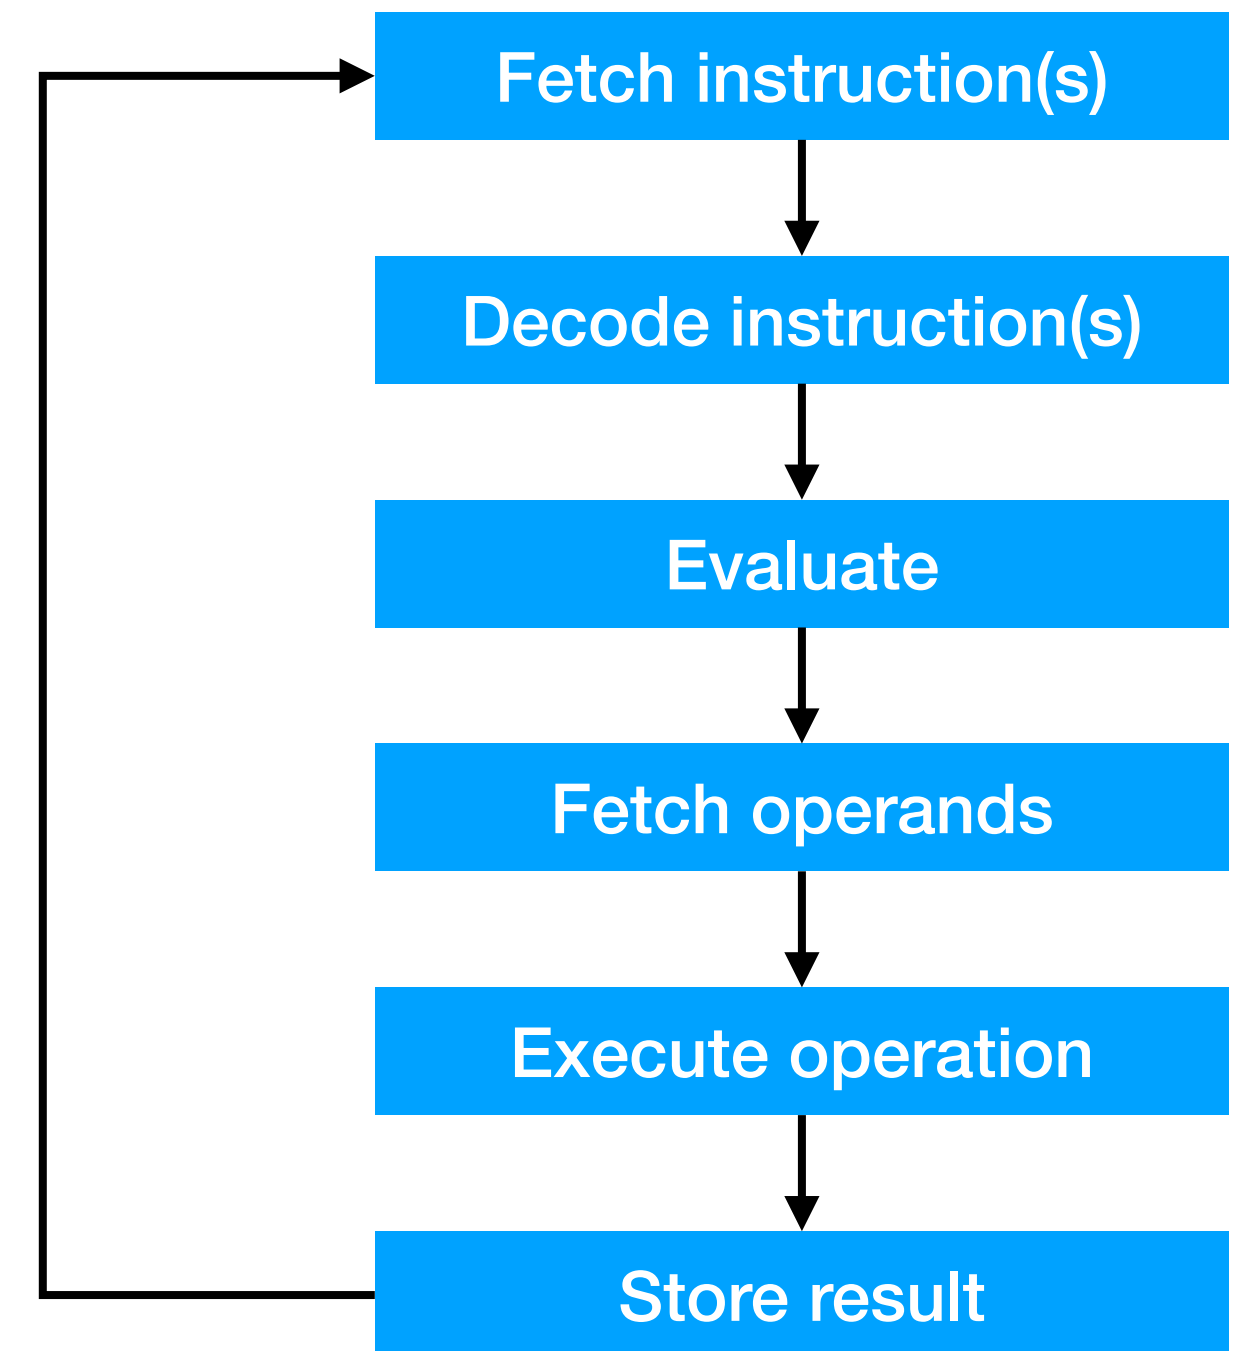 Fetch instruction(s)
Decode instruction(s)
Evaluate
Fetch operands
Execute operation
Store result